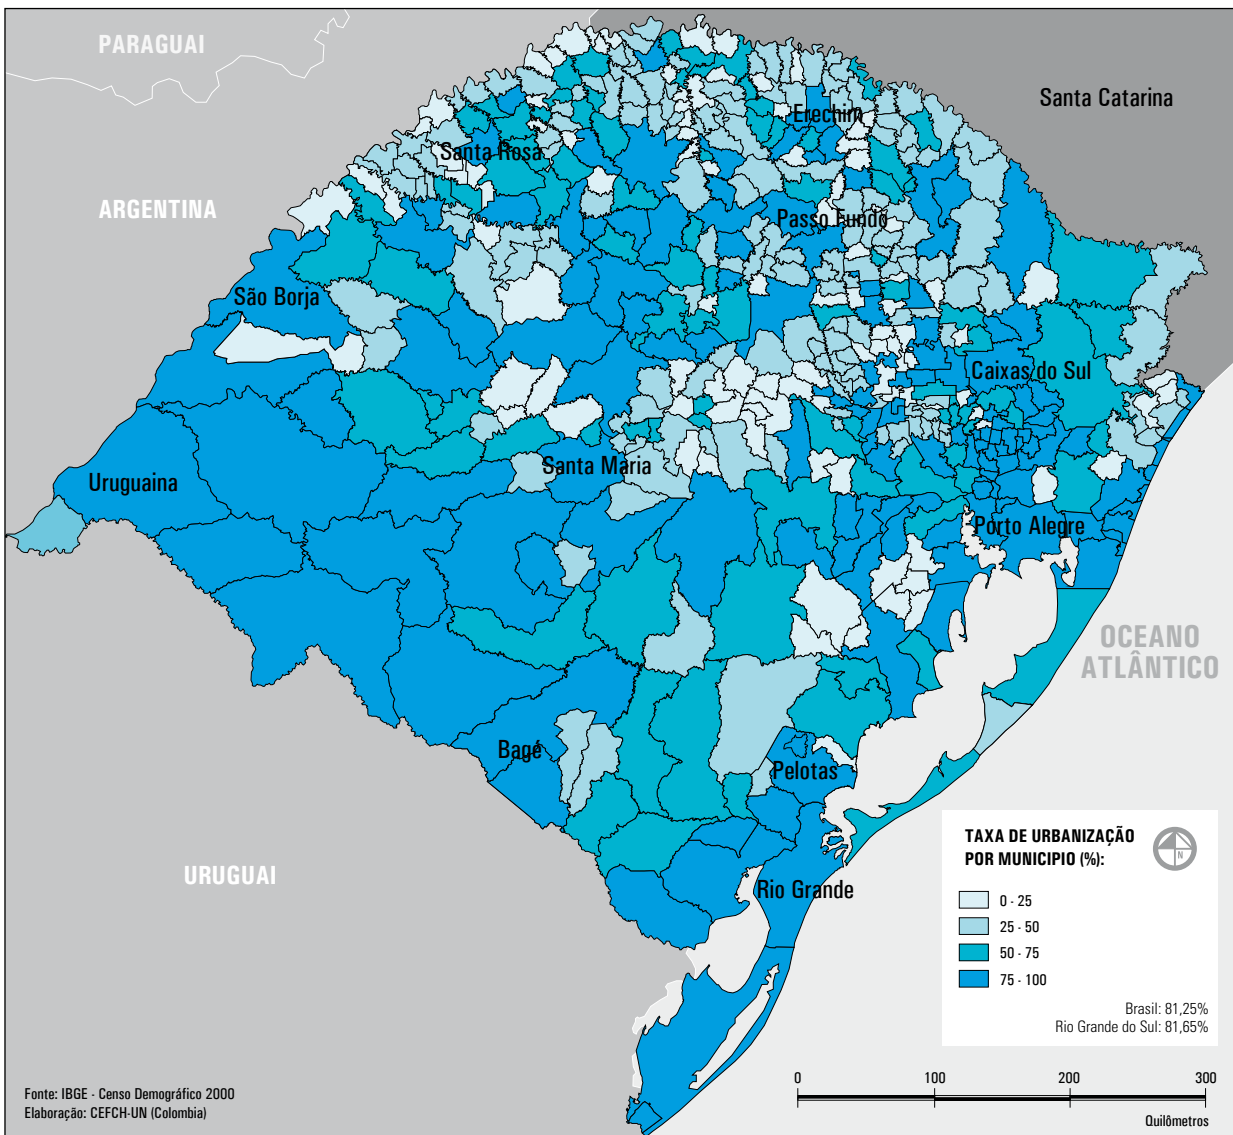 PARAGUAI
Santa Catarina
Erechim
Santa Rosa
ARGENTINA
Passo Fundo
São Borja
Caixas do Sul
Santa Maria
Uruguaina
Porto Alegre
OCEANO
ATLÂNTICO
Bagé
Pelotas
TAXA DE URBANIZAÇÃO
POR MUNICIPIO (%):
N
URUGUAI
Rio Grande
0 - 25
25 - 50
50 - 75
75 - 100
Brasil: 81,25%
Rio Grande do Sul: 81,65%
0 100 200 300
Quilômetros
Fonte: IBGE - Censo Demográfico 2000
Elaboração: CEFCH-UN (Colombia)